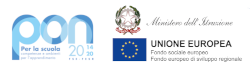 pon
2014
20
Per la scuola
competenze e ambienti
per l'apprendimento
Ministero dell'Istruzione
UNIONE EUROPEA
Fondo sociale europeo
Fondo europeo di sviluppo regionale